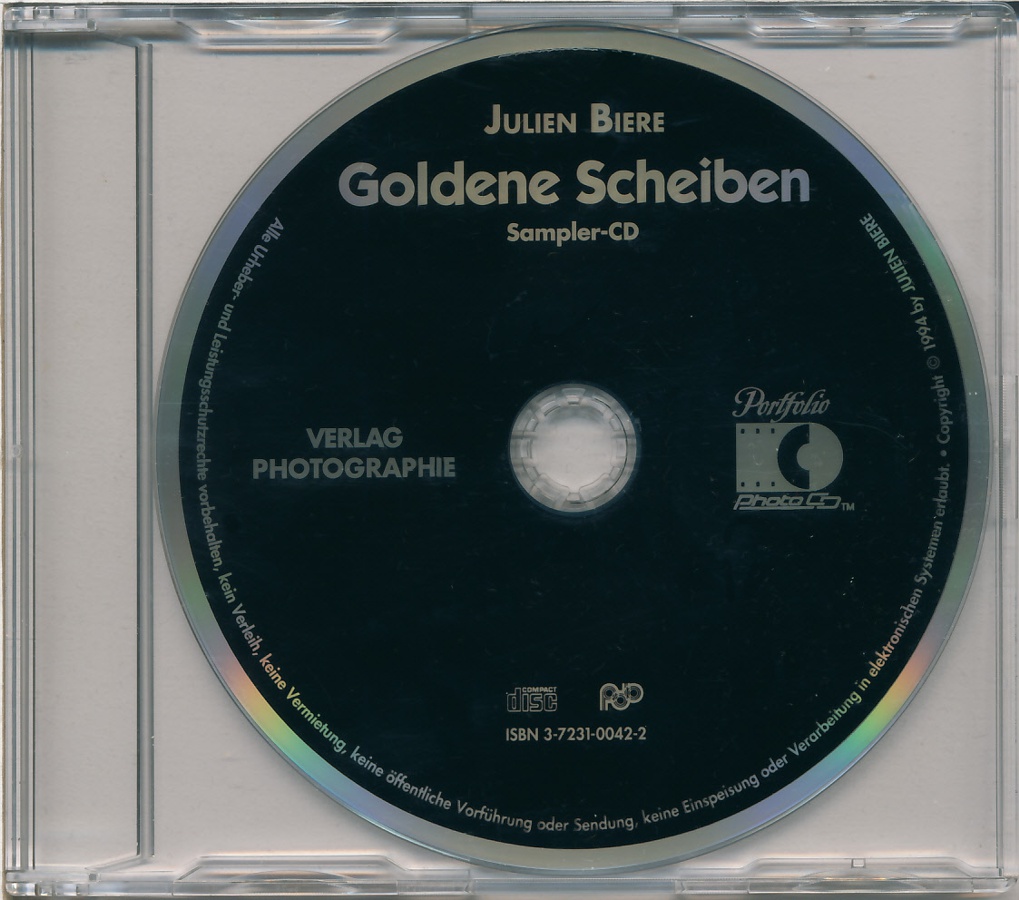 JULIEN BIERE
Goldene Scheiben
Sampler-CD
VERLAG
PHOTOGRAPHIE
Portfolio
Photo CD™
COMPACT
disc
PDO
ISBN 3-7231-0042-2
Alle Urheber- und Leistungsschutzrechte vorbehalten, kein Verleih, keine Vermietung, keine öffentliche Vorführung oder Sendung, keine Einspeisung oder Verarbeitung in elektronischen Systemen erlaubt. • Copyright © 1994 by JULIEN BIERE